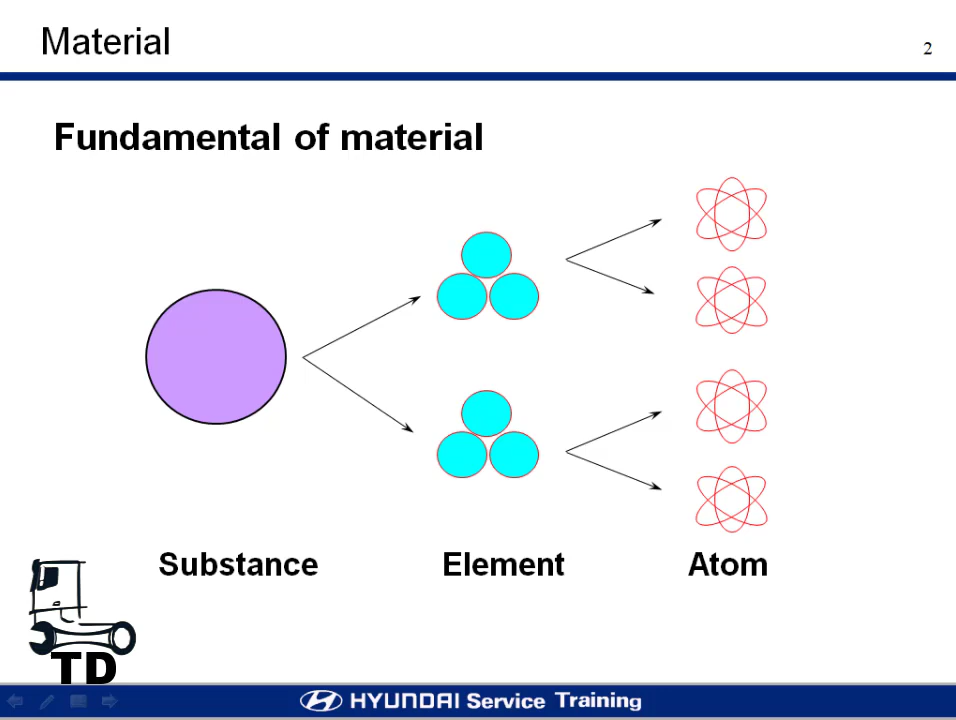 Material
2
Fundamental of material
Substance
Element
Atom
TD
HYUNDAI Service Training